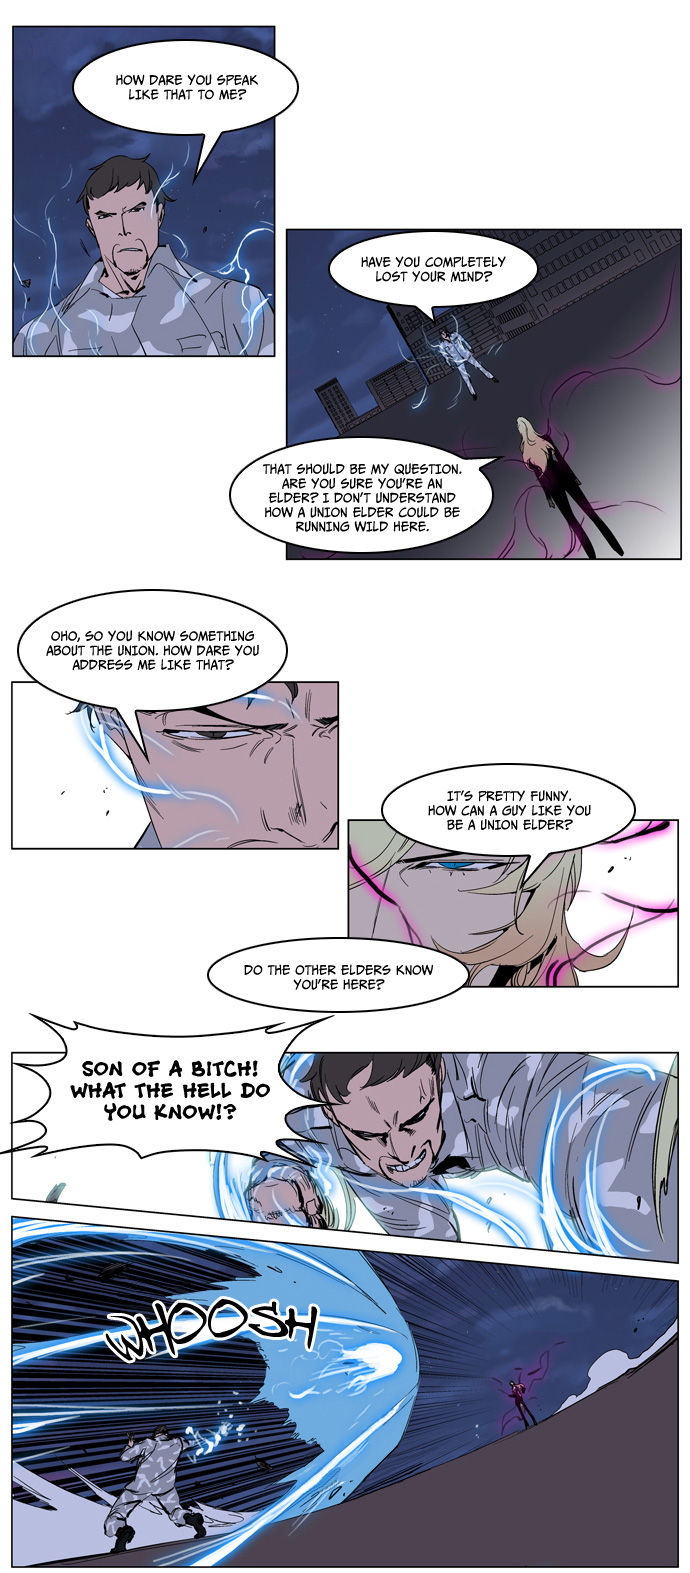 HOW DARE YOU SPEAK
LIKE THAT TO ME?
HAVE YOU COMPLETELY
LOST YOUR MIND?
THAT SHOULD BE MY QUESTION.
ARE YOU SURE YOU'RE AN
ELDER? I DON'T UNDERSTAND
HOW A UNION ELDER COULD BE
RUNNING WILD HERE.
OHO, SO YOU KNOW SOMETHING
ABOUT THE UNION. HOW DARE YOU
ADDRESS ME LIKE THAT?
IT'S PRETTY FUNNY.
HOW CAN A GUY LIKE YOU
BE A UNION ELDER?
DO THE OTHER ELDERS KNOW
YOU'RE HERE?
SON OF A BITCH!
WHAT THE HELL DO
YOU KNOW!?
WHOOSH